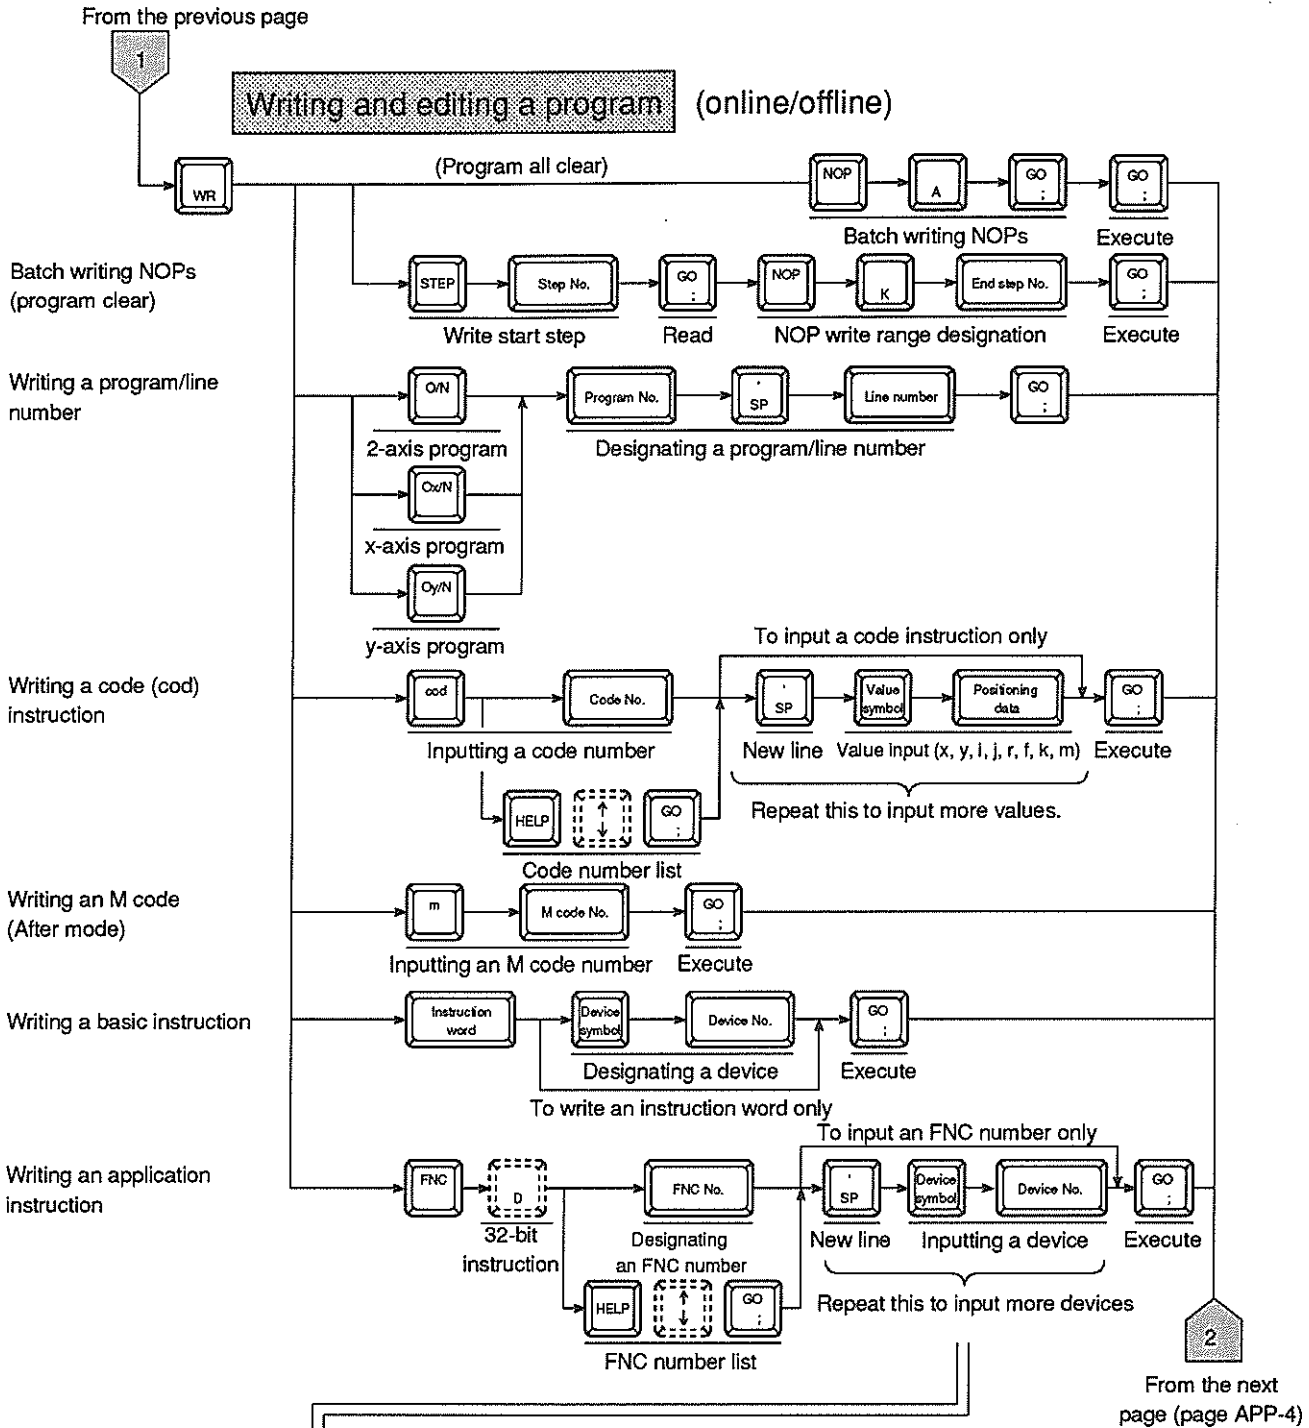 From the previous page
1
Writing and editing a program (online/offline)
(Program all clear)
WR
NOP
A
GO ;
GO ;
Batch writing NOPs
Execute
Batch writing NOPs
(program clear)
STEP
Step No.
GO ;
NOP
K
End step No.
GO ;
Write start step
Read
NOP write range designation
Execute
Writing a program/line
number
O/N
Program No.
' SP
Line number
GO ;
2-axis program
Designating a program/line number
Ox/N
x-axis program
Oy/N
y-axis program
To input a code instruction only
Writing a code (cod)
instruction
cod
Code No.
' SP
Value
symbol
Positioning
data
GO ;
Inputting a code number
New line
Value input (x, y, i, j, r, f, k, m)
Execute
Repeat this to input more values.
HELP
↑
↓
GO ;
Code number list
Writing an M code
(After mode)
m
M code No.
GO ;
Inputting an M code number
Execute
Writing a basic instruction
Instruction
word
Device
symbol
Device No.
GO ;
Designating a device
Execute
To write an instruction word only
To input an FNC number only
Writing an application
instruction
FNC
D
FNC No.
' SP
Device
symbol
Device No.
GO ;
32-bit
instruction
Designating
an FNC number
New line
Inputting a device
Execute
Repeat this to input more devices
HELP
↑
↓
GO ;
FNC number list
2
From the next
page (page APP-4)